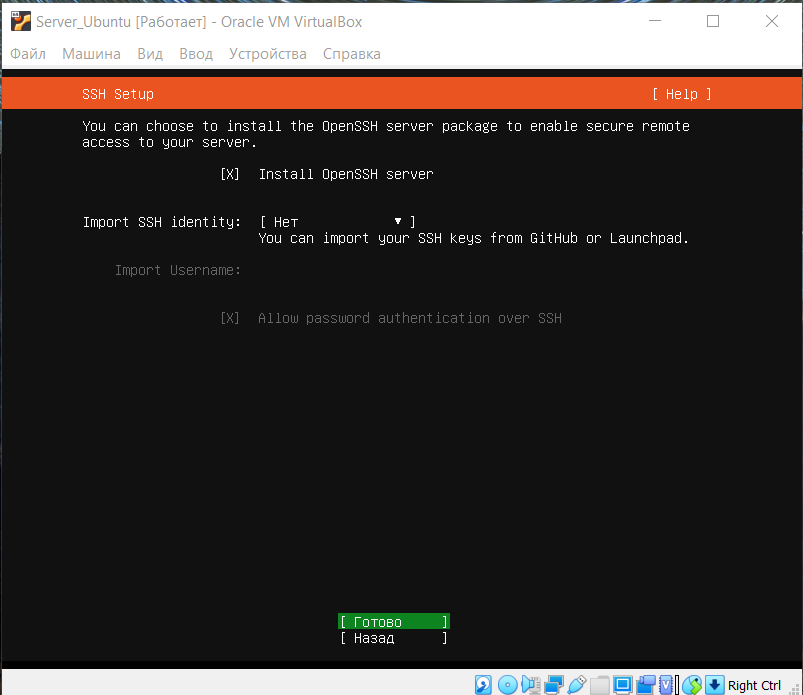 Server_Ubuntu [Работает] - Oracle VM VirtualBox
Файл Машина Вид Ввод Устройства Справка
SSH Setup [ Help ]
You can choose to install the OpenSSH server package to enable secure remote
access to your server.
[X] Install OpenSSH server
Import SSH identity: [ Нет ▾ ]
You can import your SSH keys from GitHub or Launchpad.
Import Username:
[X] Allow password authentication over SSH
[ Готово ]
[ Назад ]
Right Ctrl